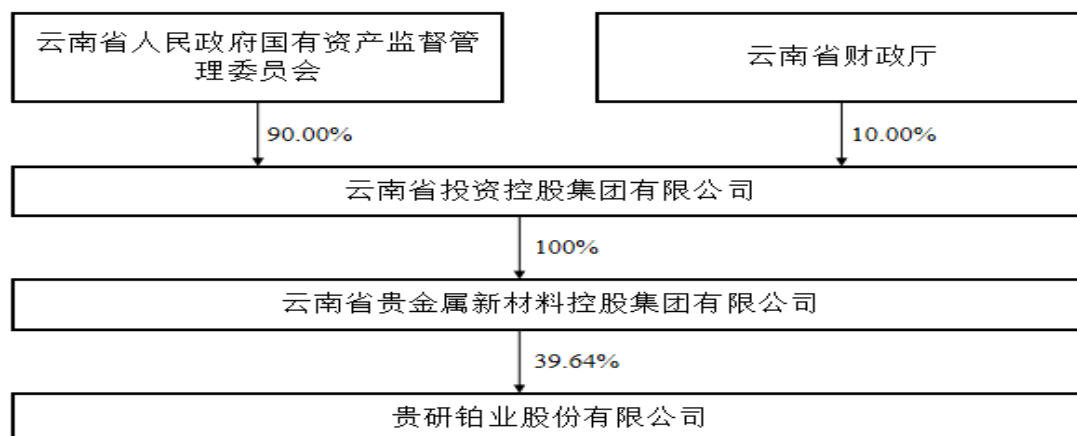 云南省人民政府国有资产监督管
理委员会
云南省财政厅
90.00%
10.00%
云南省投资控股集团有限公司
100%
云南省贵金属新材料控股集团有限公司
39.64%
贵研铂业股份有限公司